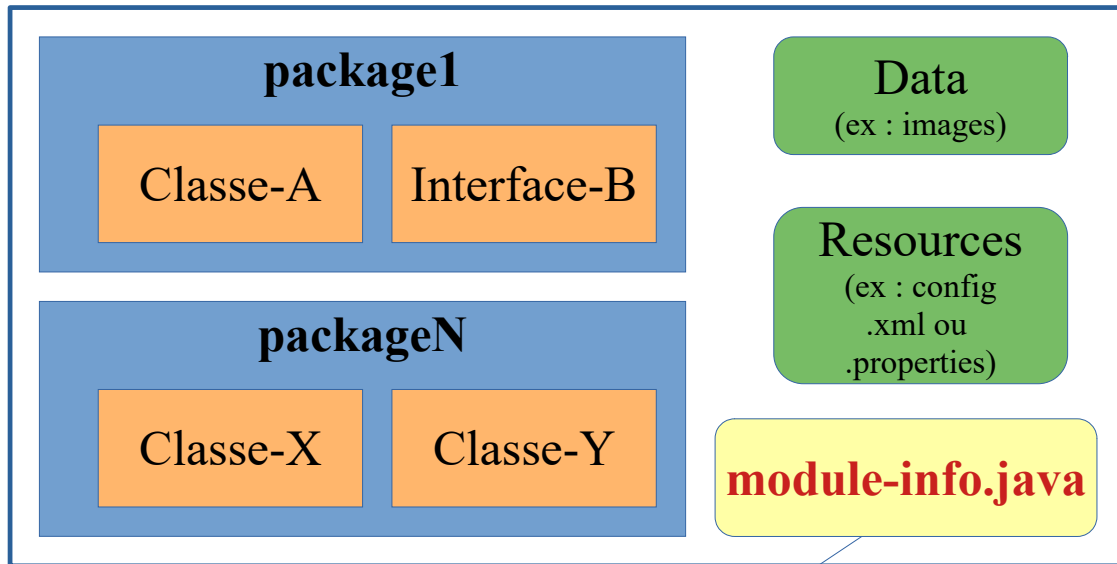 package1
Classe-A
Interface-B
packageN
Classe-X
Classe-Y
Data
(ex : images)
Resources
(ex : config
.xml ou
.properties)
module-info.java